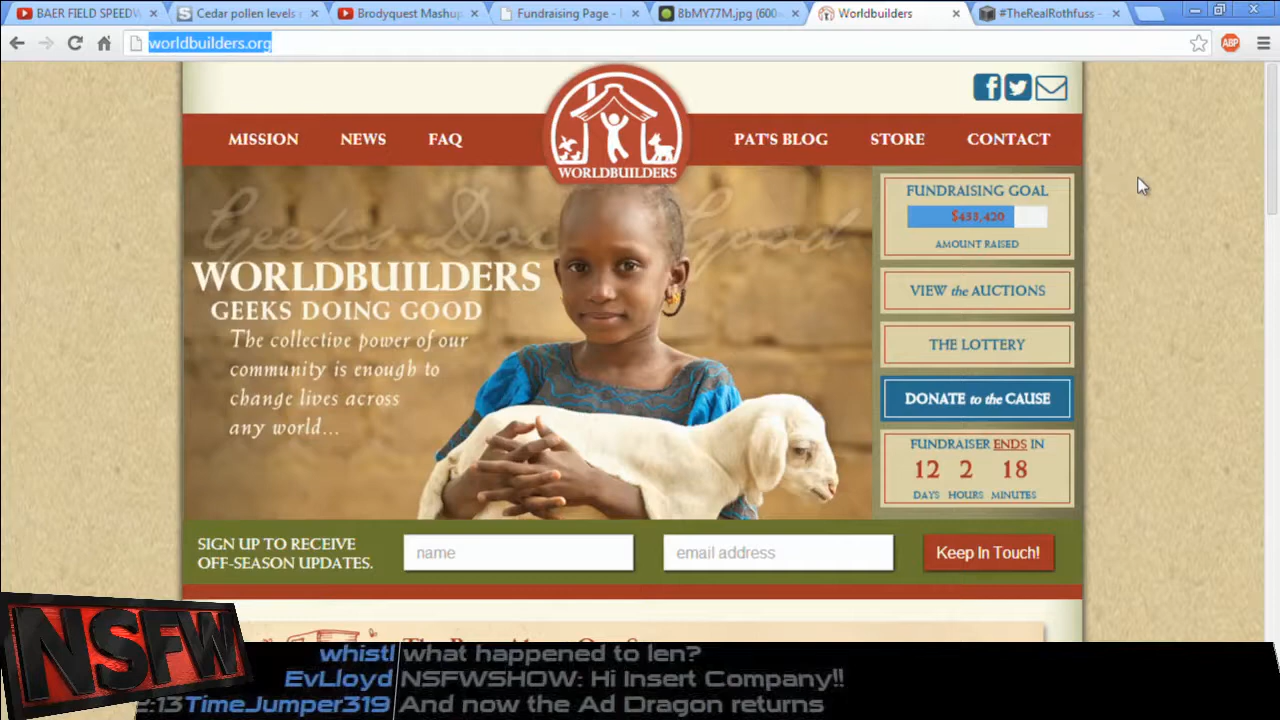 BAER FIELD SPEEDW
Cedar pollen levels
Brodyquest Mashup
Fundraising Page -
8bMY77M.jpg (600
Worldbuilders
#TheRealRothfuss -
worldbuilders.org
ABP
MISSION NEWS FAQ
WORLDBUILDERS
PAT'S BLOG STORE CONTACT
Geeks Doing Good
WORLDBUILDERS
GEEKS DOING GOOD
The collective power of our
community is enough to
change lives across
any world...
FUNDRAISING GOAL
$433,420
AMOUNT RAISED
VIEW the AUCTIONS
THE LOTTERY
DONATE to the CAUSE
FUNDRAISER ENDS IN
12 2 18
DAYS HOURS MINUTES
SIGN UP TO RECEIVE
OFF-SEASON UPDATES.
name
email address
Keep In Touch!
NSFW
whistl what happened to len?
EvLloyd NSFWSHOW: Hi Insert Company!!
:13 TimeJumper319 And now the Ad Dragon returns